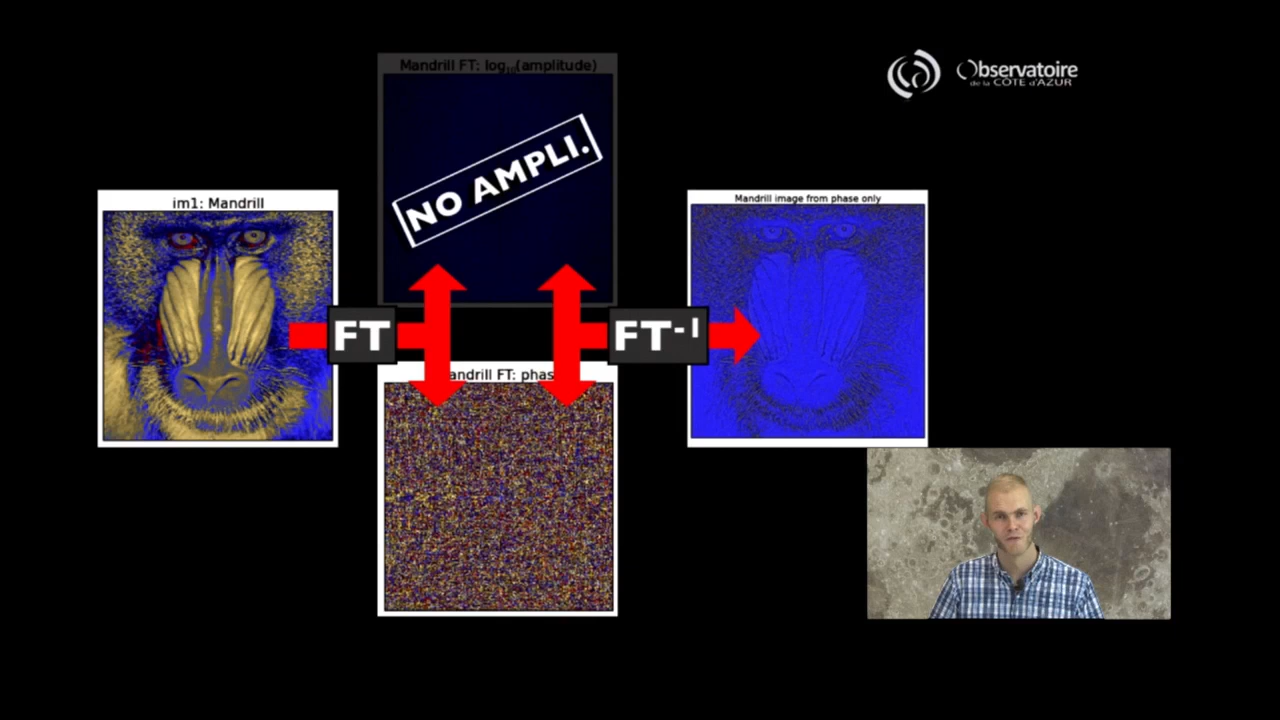 Mandrill FT: log₁₀(amplitude)
Observatoire
de la CÔTE d'AZUR
NO AMPLI.
im1: Mandrill
Mandrill image from phase only
FT
FT-1
andrill FT: phas